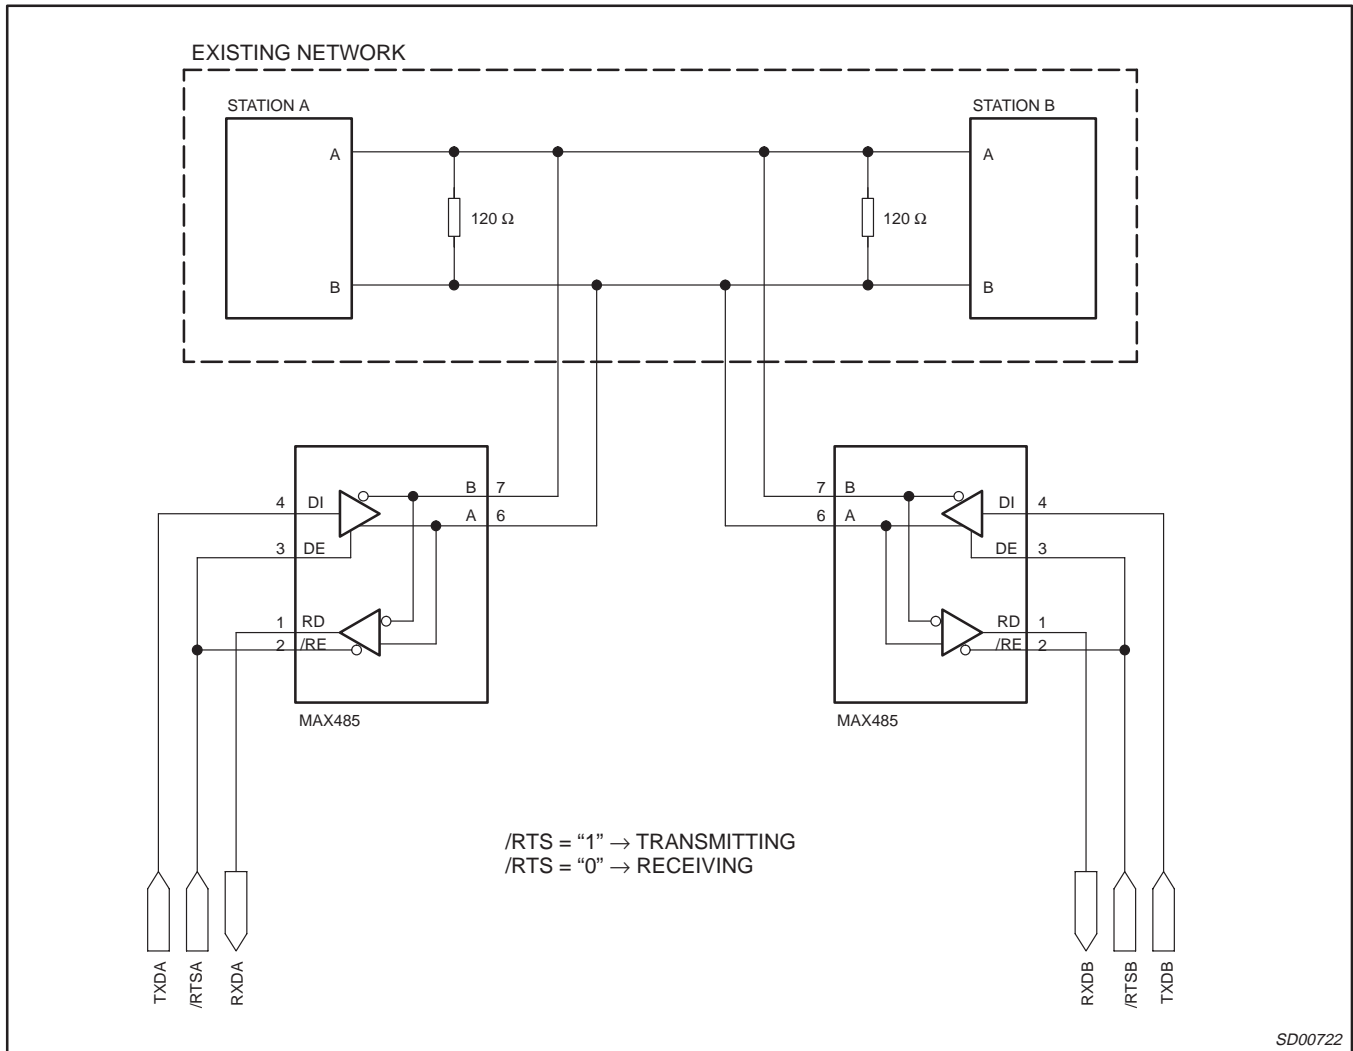 EXISTING NETWORK
STATION A
STATION B
A
A
120 Ω
120 Ω
B
B
B 7
7 B
4 DI
A 6
6 A
DI 4
3 DE
DE 3
1 RD
RD 1
2 /RE
/RE 2
MAX485
MAX485
/RTS = “1” → TRANSMITTING
/RTS = “0” → RECEIVING
TXDA
/RTSA
RXDA
RXDB
/RTSB
TXDB
SD00722